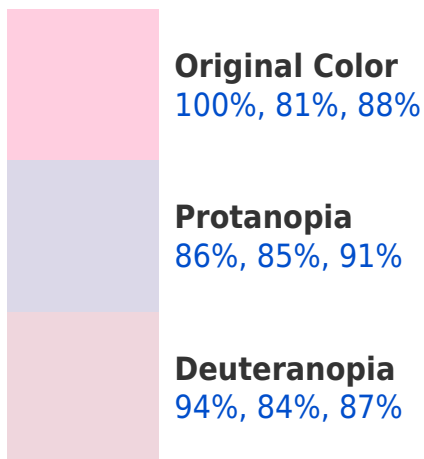 Original Color
100%, 81%, 88%
Protanopia
86%, 85%, 91%
Deuteranopia
94%, 84%, 87%